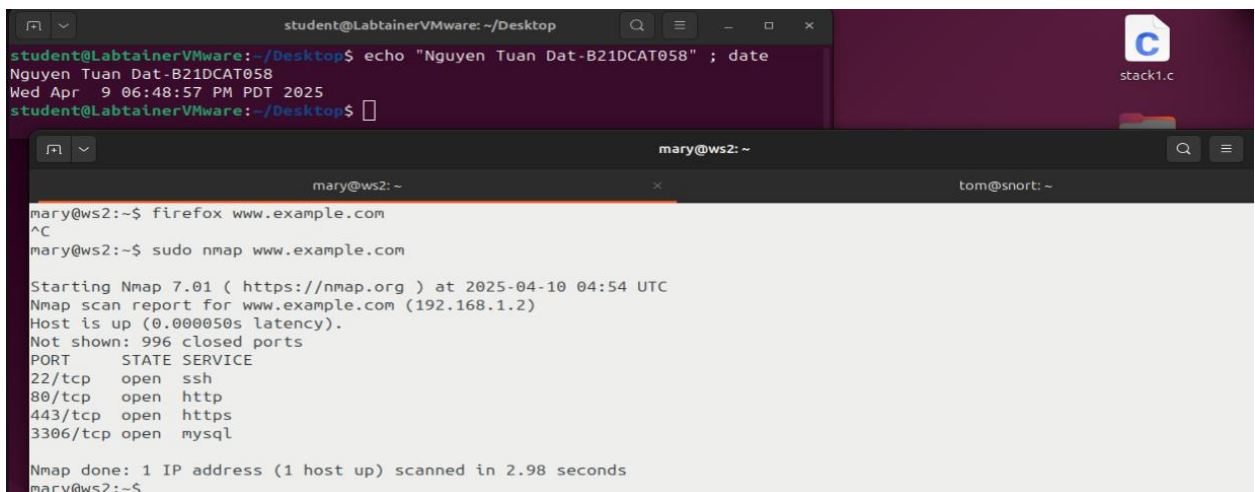 student@LabtainerVMware: ~/Desktop
student@LabtainerVMware:~/Desktop$ echo "Nguyen Tuan Dat-B21DCAT058" ; date
Nguyen Tuan Dat-B21DCAT058
Wed Apr  9 06:48:57 PM PDT 2025
student@LabtainerVMware:~/Desktop$
C
stack1.c
mary@ws2: ~
mary@ws2: ~
tom@snort: ~
mary@ws2:~$ firefox www.example.com
^C
mary@ws2:~$ sudo nmap www.example.com
Starting Nmap 7.01 ( https://nmap.org ) at 2025-04-10 04:54 UTC
Nmap scan report for www.example.com (192.168.1.2)
Host is up (0.000050s latency).
Not shown: 996 closed ports
PORT     STATE SERVICE
22/tcp   open  ssh
80/tcp   open  http
443/tcp  open  https
3306/tcp open  mysql
Nmap done: 1 IP address (1 host up) scanned in 2.98 seconds
mary@ws2:~$